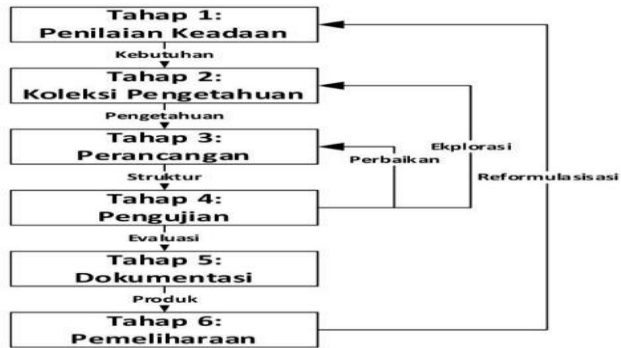 Tahap 1:
Penilaian Keadaan
Kebutuhan
Tahap 2:
Koleksi Pengetahuan
Pengetahuan
Tahap 3:
Perancangan
Struktur
Tahap 4:
Pengujian
Evaluasi
Tahap 5:
Dokumentasi
Produk
Tahap 6:
Pemeliharaan
Perbaikan
Ekplorasi
Reformulasisasi